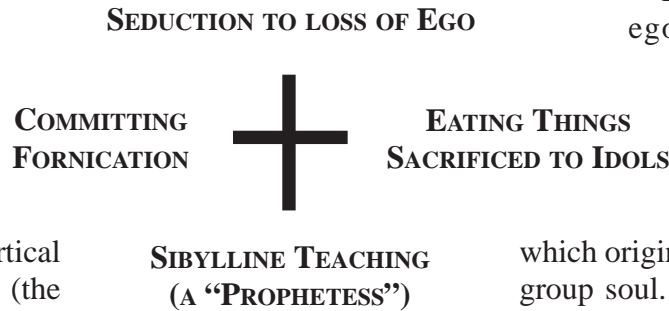 SEDUCTION TO LOSS OF EGO
ego
COMMITTING
FORNICATION
EATING THINGS
SACRIFICED TO IDOLS
rtical
(the
SIBYLLINE TEACHING
(A “PROPHETESS”)
which origin
group soul.